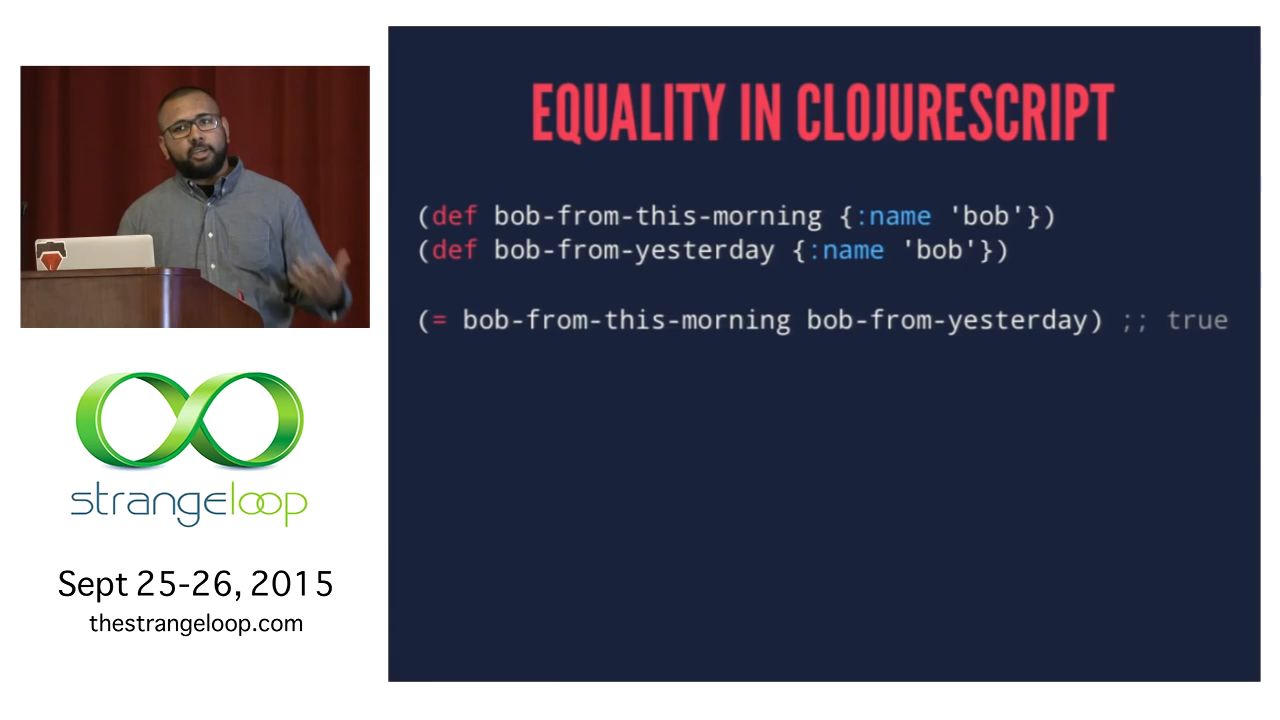 EQUALITY IN CLOJURESCRIPT
(def bob-from-this-morning {:name 'bob'})
(def bob-from-yesterday {:name 'bob'})
(= bob-from-this-morning bob-from-yesterday) ;; true
strangeloop
Sept 25-26, 2015
thestrangeloop.com